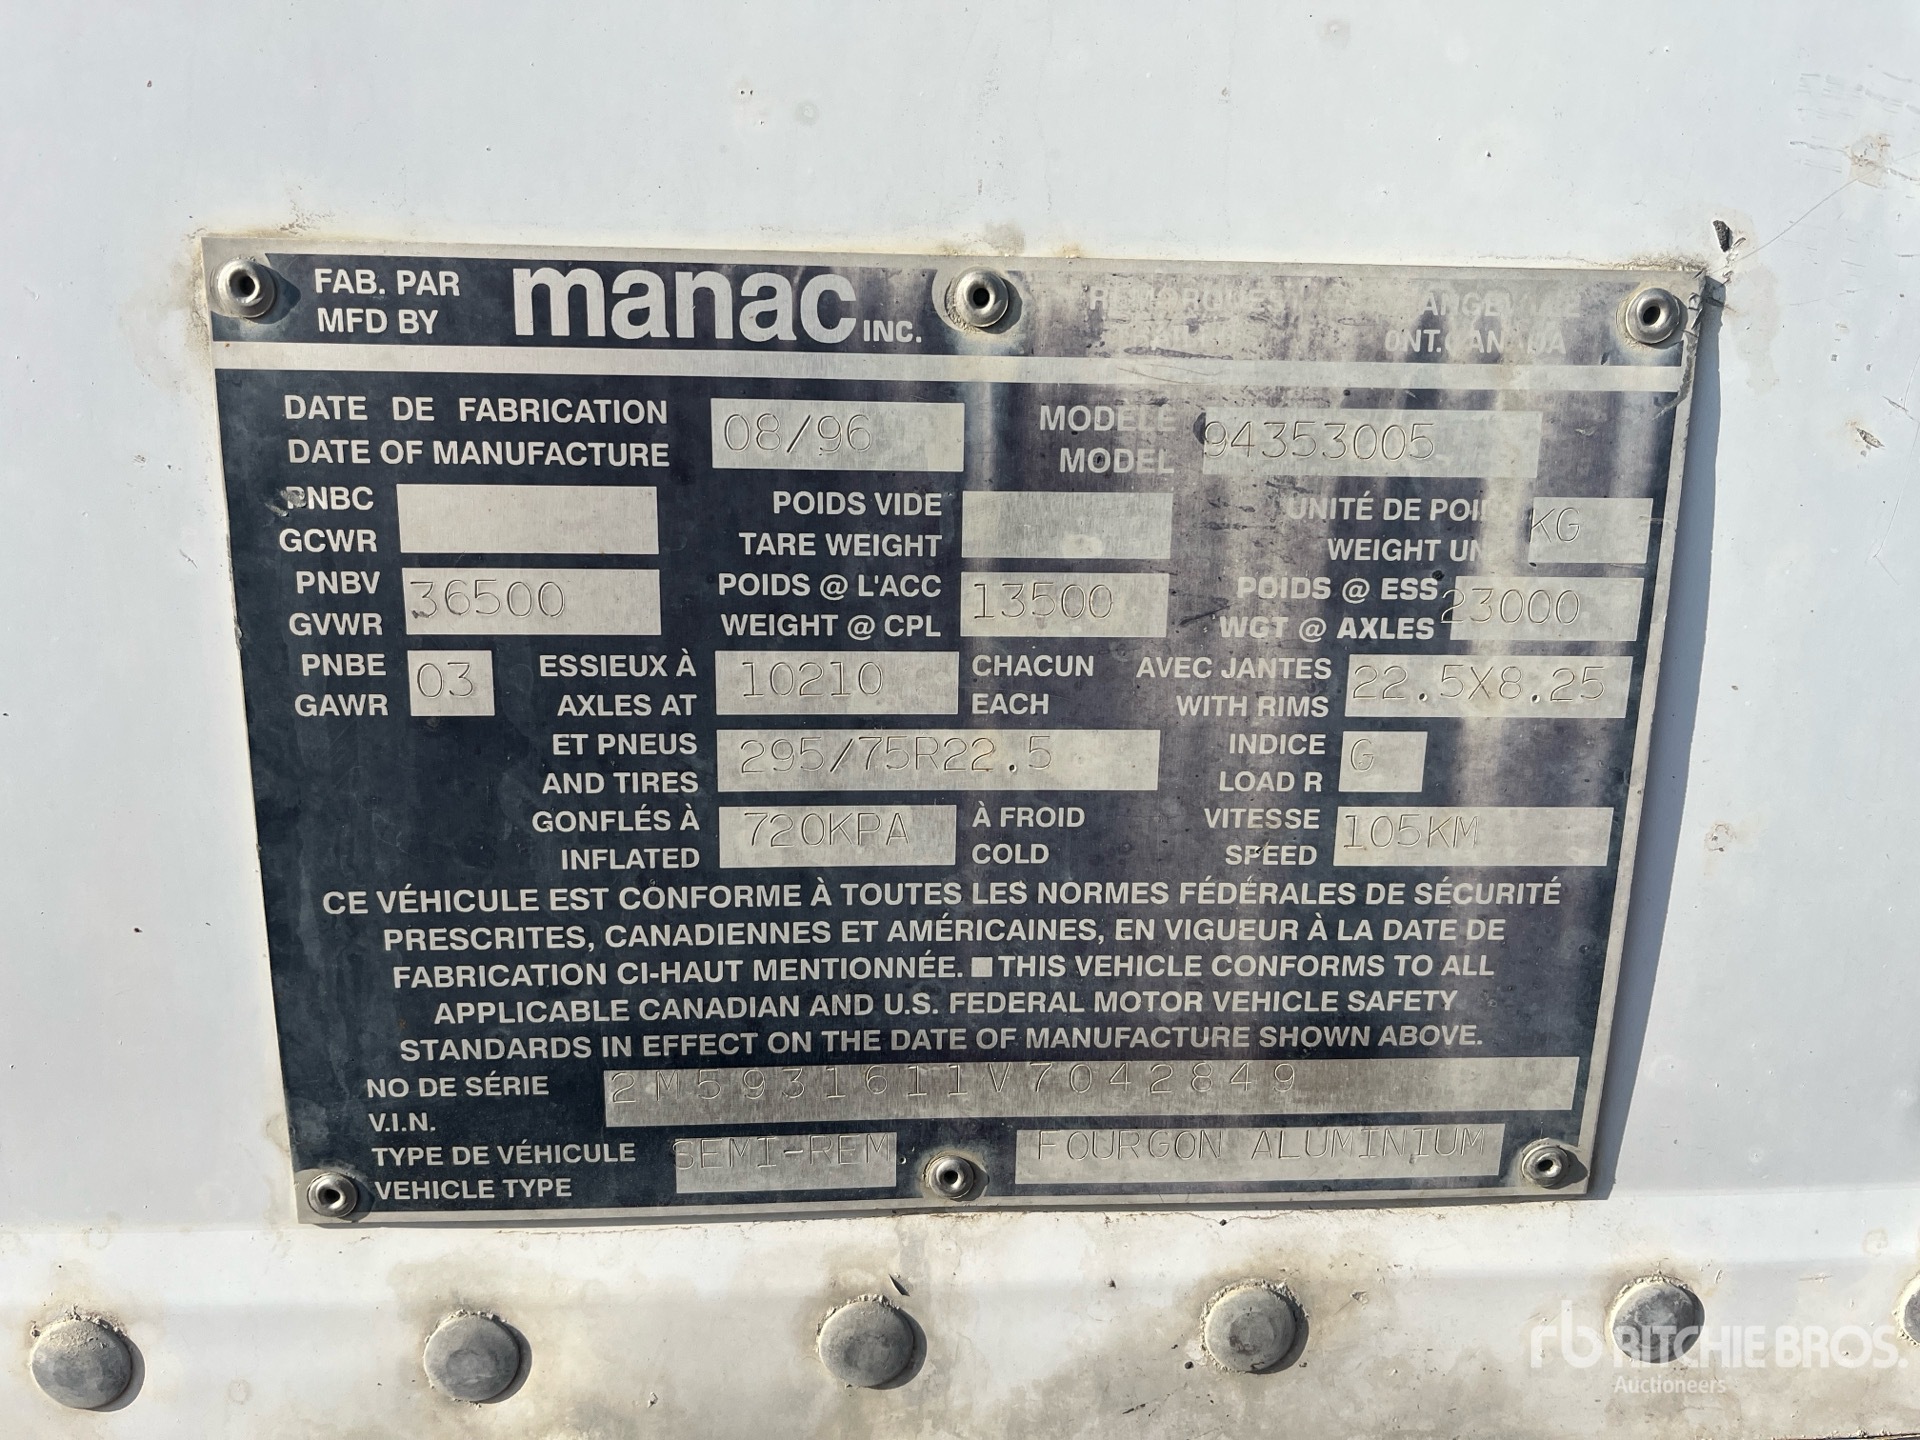 FAB. PAR manac INC. REMORQUES ANGE
MFD BY ONT. CANADA
DATE DE FABRICATION 08/96 MODÈLE 94353005
DATE OF MANUFACTURE MODEL
PNBC POIDS VIDE UNITÉ DE POI KG
GCWR TARE WEIGHT WEIGHT UN
PNBV 36500 POIDS @ L'ACC 13500 POIDS @ ESS 23000
GVWR WEIGHT @ CPL WGT @ AXLES
PNBE 03 ESSIEUX À 10210 CHACUN AVEC JANTES 22.5X8.25
GAWR AXLES AT EACH WITH RIMS
ET PNEUS 295/75R22.5 INDICE G
AND TIRES LOAD R
GONFLÉS À 720KPA À FROID VITESSE 105KM
INFLATED COLD SPEED
CE VÉHICULE EST CONFORME À TOUTES LES NORMES FÉDÉRALES DE SÉCURITÉ
PRESCRITES, CANADIENNES ET AMÉRICAINES, EN VIGUEUR À LA DATE DE
FABRICATION CI-HAUT MENTIONNÉE. ■ THIS VEHICLE CONFORMS TO ALL
APPLICABLE CANADIAN AND U.S. FEDERAL MOTOR VEHICLE SAFETY
STANDARDS IN EFFECT ON THE DATE OF MANUFACTURE SHOWN ABOVE.
NO DE SÉRIE 2M5931611V7042849
V.I.N.
TYPE DE VÉHICULE SEMI-REM. FOURGON ALUMINIUM
VEHICLE TYPE
rb RITCHIE BROS.
Auctioneers